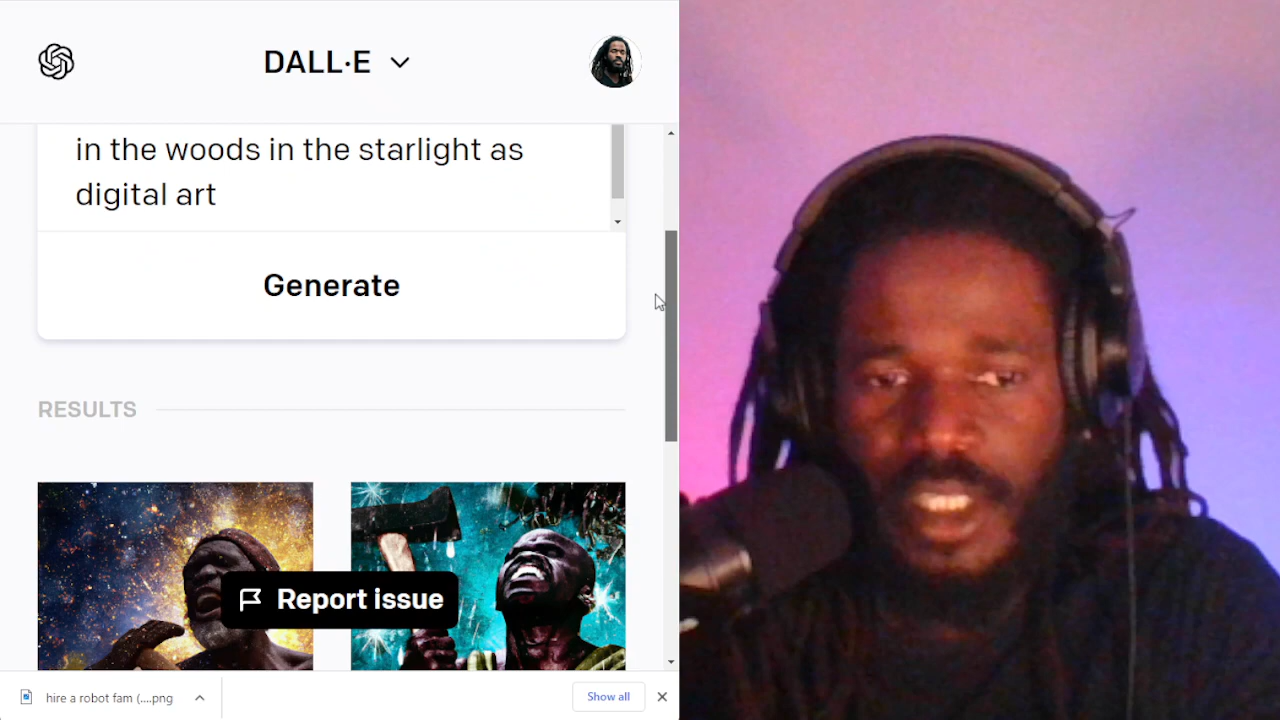 DALL·E
in the woods in the starlight as
digital art
Generate
RESULTS
Report issue
hire a robot fam (....png
Show all